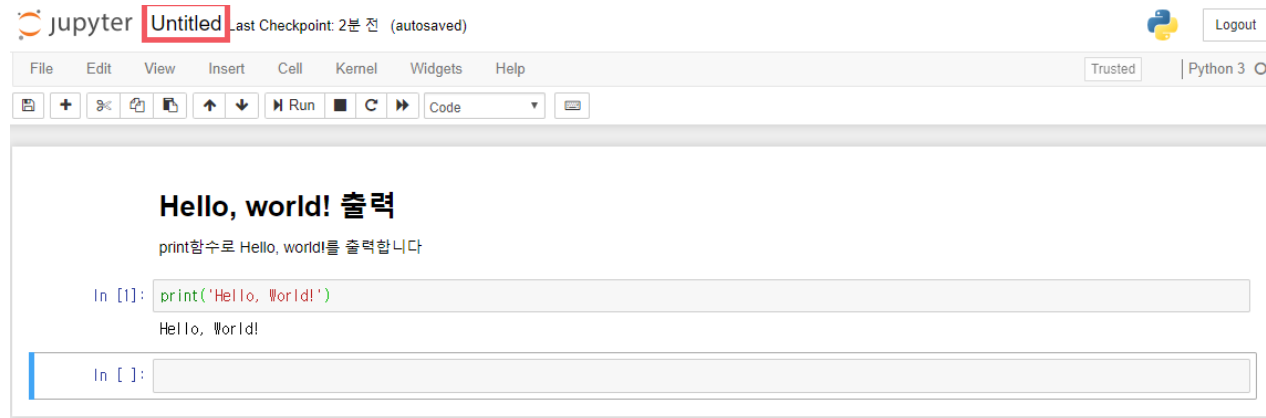 jupyter Untitled Last Checkpoint: 2분 전 (autosaved) Logout
File Edit View Insert Cell Kernel Widgets Help Trusted Python 3
Run Code
Hello, world! 출력
print함수로 Hello, world!를 출력합니다
In [1]: print('Hello, World!')
Hello, World!
In [ ]: